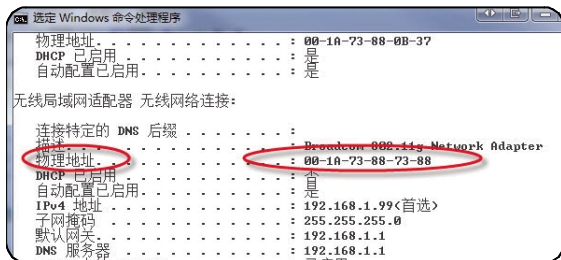 选定 Windows 命令处理程序
物理地址. . . . . . . . . . . . . : 00-1A-73-88-0B-37
DHCP 已启用 . . . . . . . . . . . : 是
自动配置已启用. . . . . . . . . . : 是
无线局域网适配器 无线网络连接:
连接特定的 DNS 后缀 . . . . . . . :
描述. . . . . . . . . . . . . . . : Broadcom 802.11g Network Adapter
物理地址. . . . . . . . . . . . . : 00-1A-73-88-73-88
DHCP 已启用 . . . . . . . . . . . : 否
自动配置已启用. . . . . . . . . . : 是
IPv4 地址 . . . . . . . . . . . . : 192.168.1.99(首选)
子网掩码 . . . . . . . . . . . . : 255.255.255.0
默认网关. . . . . . . . . . . . . : 192.168.1.1
DNS 服务器 . . . . . . . . . . . : 192.168.1.1